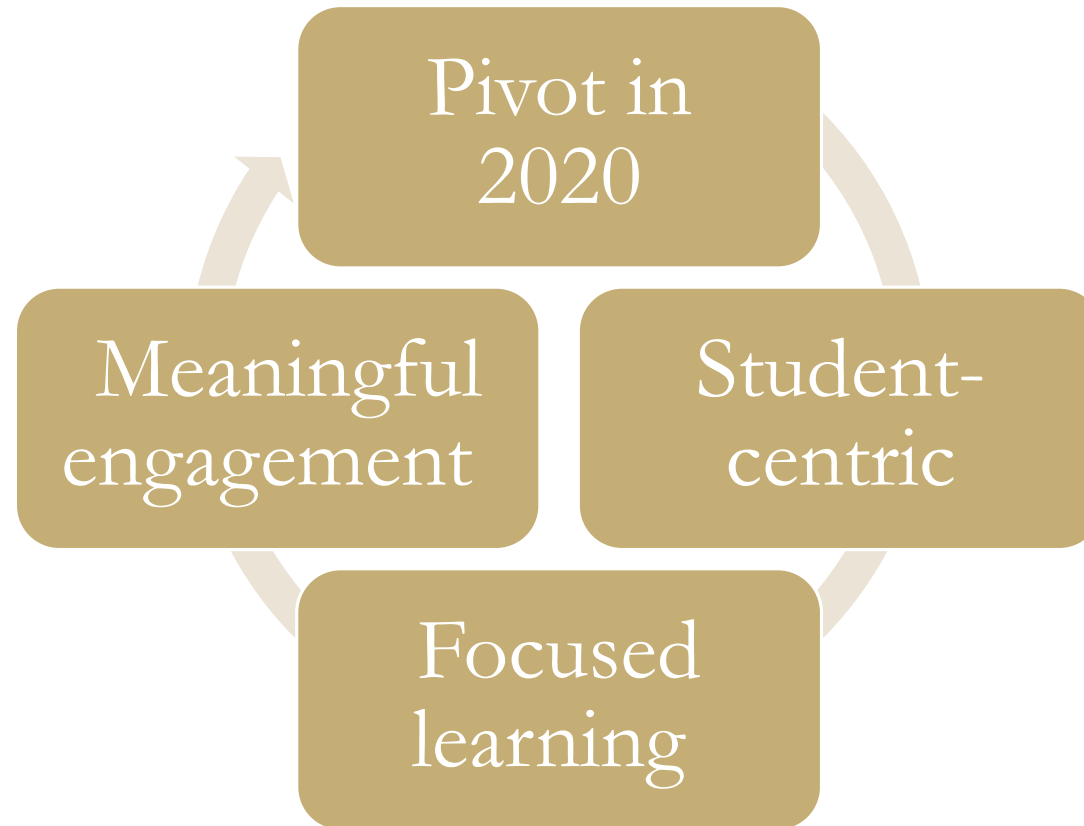 Pivot in
2020
Student-
centric
Focused
learning
Meaningful
engagement